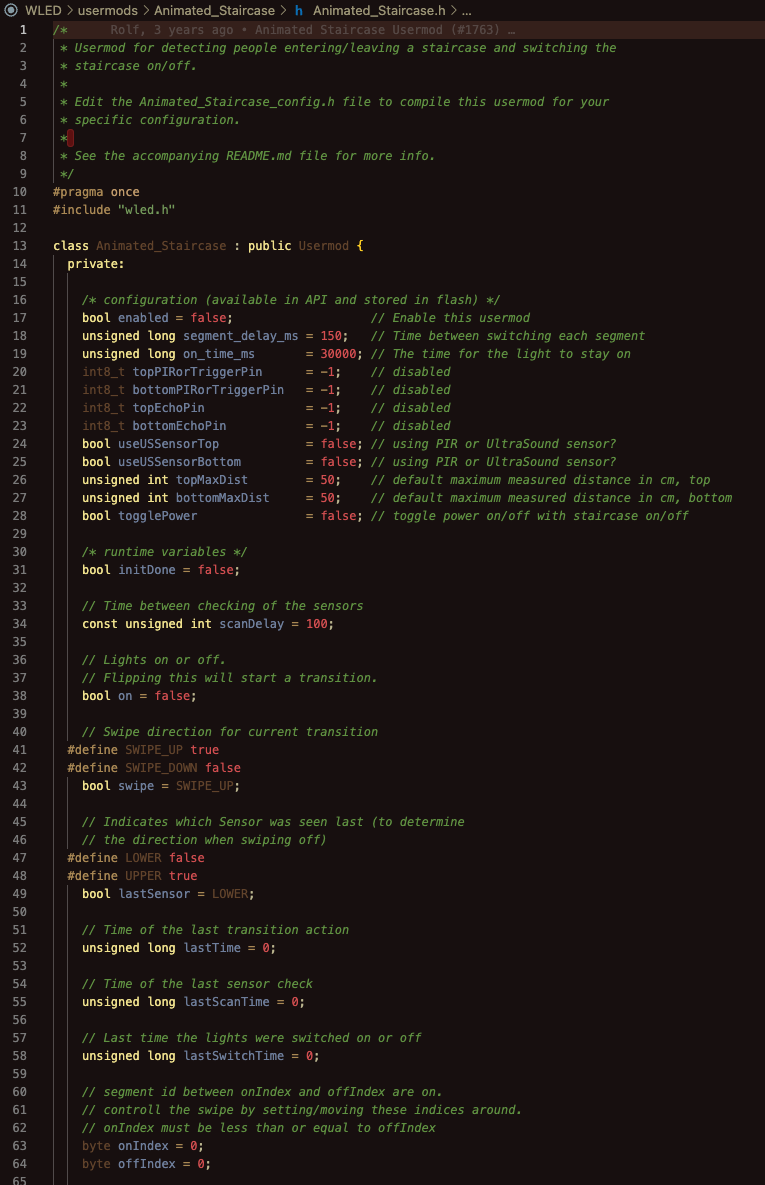 WLED > usermods > Animated_Staircase > h Animated_Staircase.h > ...
1 /* Rolf, 3 years ago • Animated Staircase Usermod (#1763) …
2 * Usermod for detecting people entering/leaving a staircase and switching the
3 * staircase on/off.
4 *
5 * Edit the Animated_Staircase_config.h file to compile this usermod for your
6 * specific configuration.
7 *
8 * See the accompanying README.md file for more info.
9 */
10 #pragma once
11 #include "wled.h"
12
13 class Animated_Staircase : public Usermod {
14 private:
15
16 /* configuration (available in API and stored in flash) */
17 bool enabled = false; // Enable this usermod
18 unsigned long segment_delay_ms = 150; // Time between switching each segment
19 unsigned long on_time_ms = 30000; // The time for the light to stay on
20 int8_t topPIRorTriggerPin = -1; // disabled
21 int8_t bottomPIRorTriggerPin = -1; // disabled
22 int8_t topEchoPin = -1; // disabled
23 int8_t bottomEchoPin = -1; // disabled
24 bool useUSSensorTop = false; // using PIR or UltraSound sensor?
25 bool useUSSensorBottom = false; // using PIR or UltraSound sensor?
26 unsigned int topMaxDist = 50; // default maximum measured distance in cm, top
27 unsigned int bottomMaxDist = 50; // default maximum measured distance in cm, bottom
28 bool togglePower = false; // toggle power on/off with staircase on/off
29
30 /* runtime variables */
31 bool initDone = false;
32
33 // Time between checking of the sensors
34 const unsigned int scanDelay = 100;
35
36 // Lights on or off.
37 // Flipping this will start a transition.
38 bool on = false;
39
40 // Swipe direction for current transition
41 #define SWIPE_UP true
42 #define SWIPE_DOWN false
43 bool swipe = SWIPE_UP;
44
45 // Indicates which Sensor was seen last (to determine
46 // the direction when swiping off)
47 #define LOWER false
48 #define UPPER true
49 bool lastSensor = LOWER;
50
51 // Time of the last transition action
52 unsigned long lastTime = 0;
53
54 // Time of the last sensor check
55 unsigned long lastScanTime = 0;
56
57 // Last time the lights were switched on or off
58 unsigned long lastSwitchTime = 0;
59
60 // segment id between onIndex and offIndex are on.
61 // controll the swipe by setting/moving these indices around.
62 // onIndex must be less than or equal to offIndex
63 byte onIndex = 0;
64 byte offIndex = 0;
65